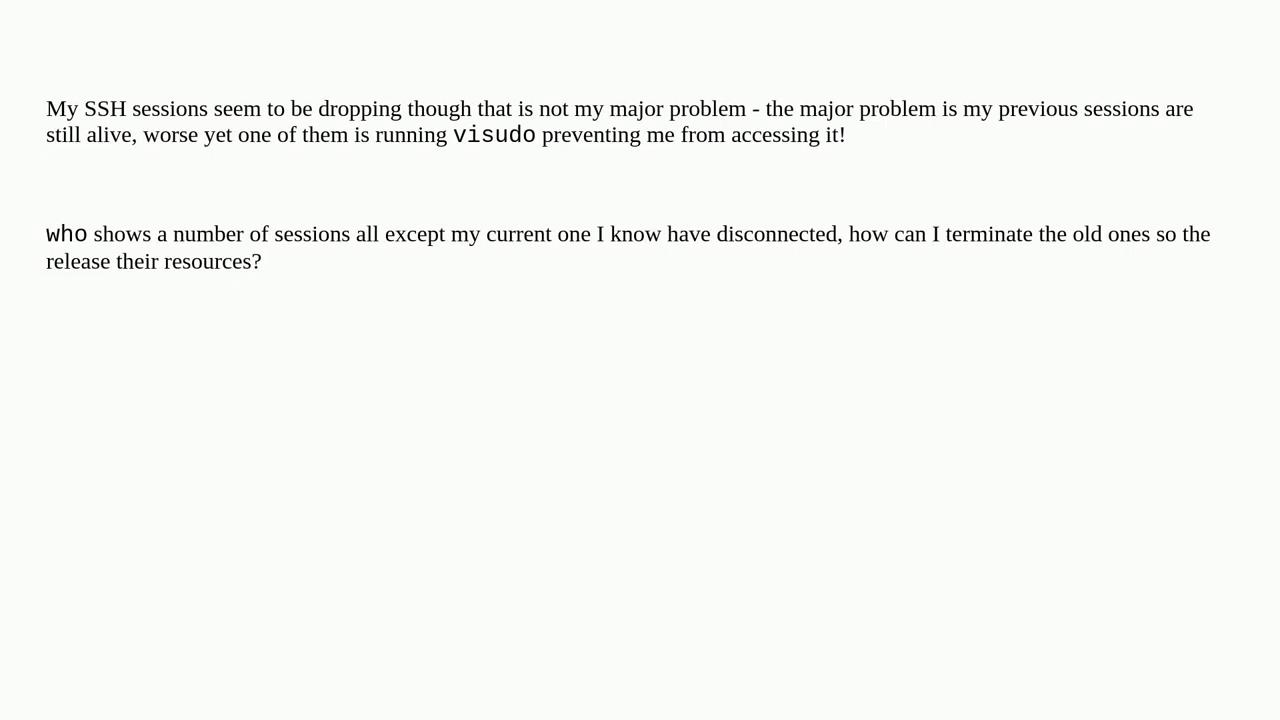 My SSH sessions seem to be dropping though that is not my major problem - the major problem is my previous sessions are
still alive, worse yet one of them is running visudo preventing me from accessing it!
who shows a number of sessions all except my current one I know have disconnected, how can I terminate the old ones so the
release their resources?